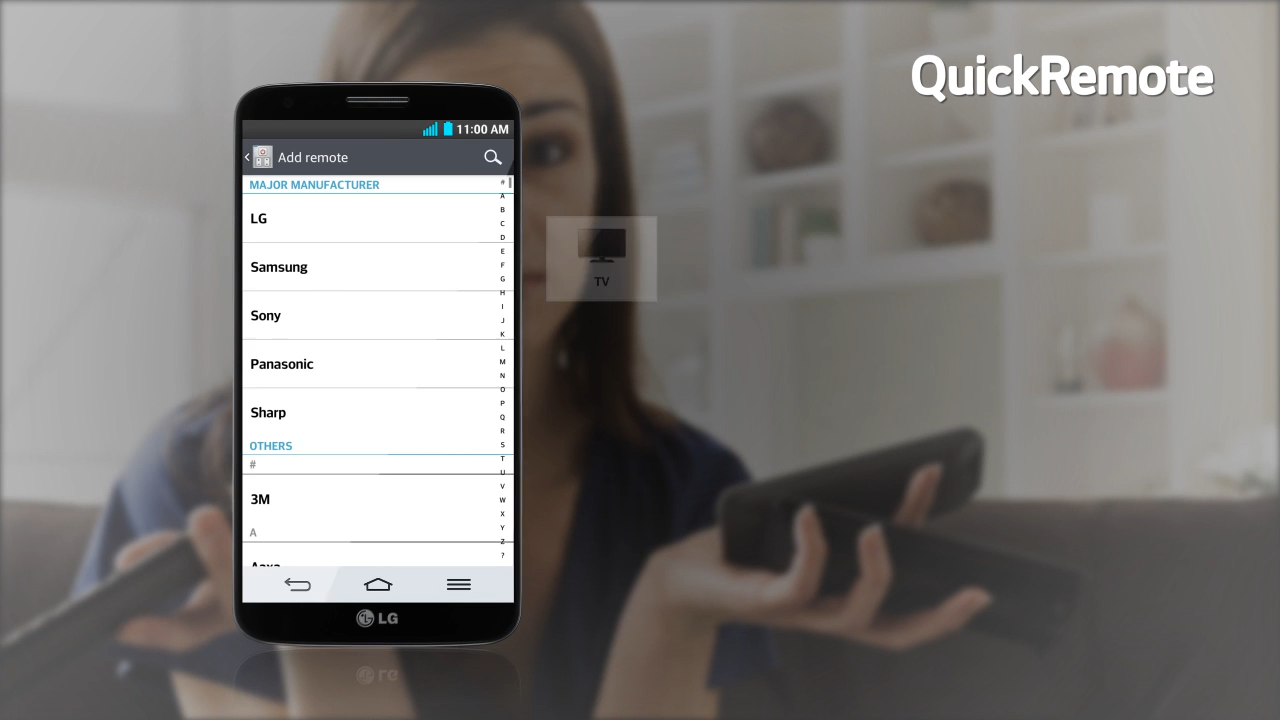 QuickRemote
11:00 AM
Add remote
MAJOR MANUFACTURER
LG
Samsung
Sony
Panasonic
Sharp
OTHERS
#
3M
A
#
A
B
C
D
E
F
G
H
I
J
K
L
M
N
O
P
Q
R
S
T
U
V
W
X
Y
Z
?
TV
LG